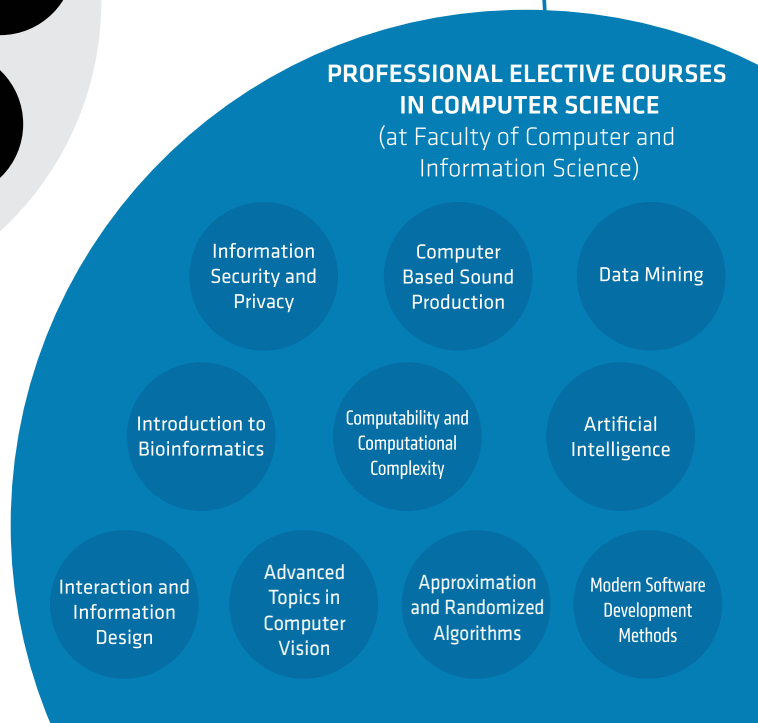 PROFESSIONAL ELECTIVE COURSES
IN COMPUTER SCIENCE
(at Faculty of Computer and
Information Science)
Information
Security and
Privacy
Computer
Based Sound
Production
Data Mining
Introduction to
Bioinformatics
Computability and
Computational
Complexity
Artificial
Intelligence
Interaction and
Information
Design
Advanced
Topics in
Computer
Vision
Approximation
and Randomized
Algorithms
Modern Software
Development
Methods